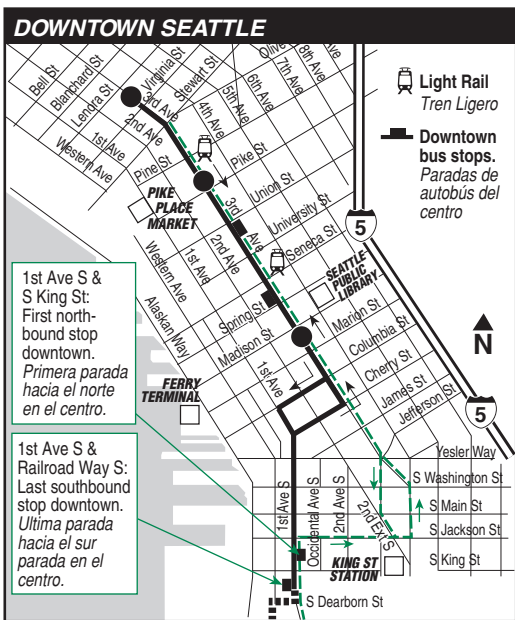 DOWNTOWN SEATTLE
Bell St
Blanchard St
Lenora St
Virginia St
Stewart St
Olive
3rd Ave
2nd Ave
1st Ave
Western Ave
4th Ave
5th Ave
6th Ave
7th Ave
8th Ave
Pine St
Pike St
Union St
University St
Seneca St
PIKE
PLACE
MARKET
3rd
Ave
2nd Ave
1st Ave
Western Ave
Alaskan Way
Spring St
Madison St
SEATTLE
PUBLIC
LIBRARY
Marion St
Columbia St
Cherry St
James St
Jefferson St
1st Ave
FERRY
TERMINAL
Light Rail
Tren Ligero
Downtown
bus stops.
Paradas de
autobús del
centro
5
N
5
1st Ave S &
S King St:
First north-
bound stop
downtown.
Primera parada
hacia el norte
en el centro.
1st Ave S &
Railroad Way S:
Last southbound
stop downtown.
Ultima parada
hacia el sur
parada en el
centro.
Yesler Way
S Washington St
S Main St
S Jackson St
S King St
1st Ave S
Occidental Ave S
2nd Ave S
2nd Ext S
KING ST
STATION
S Dearborn St